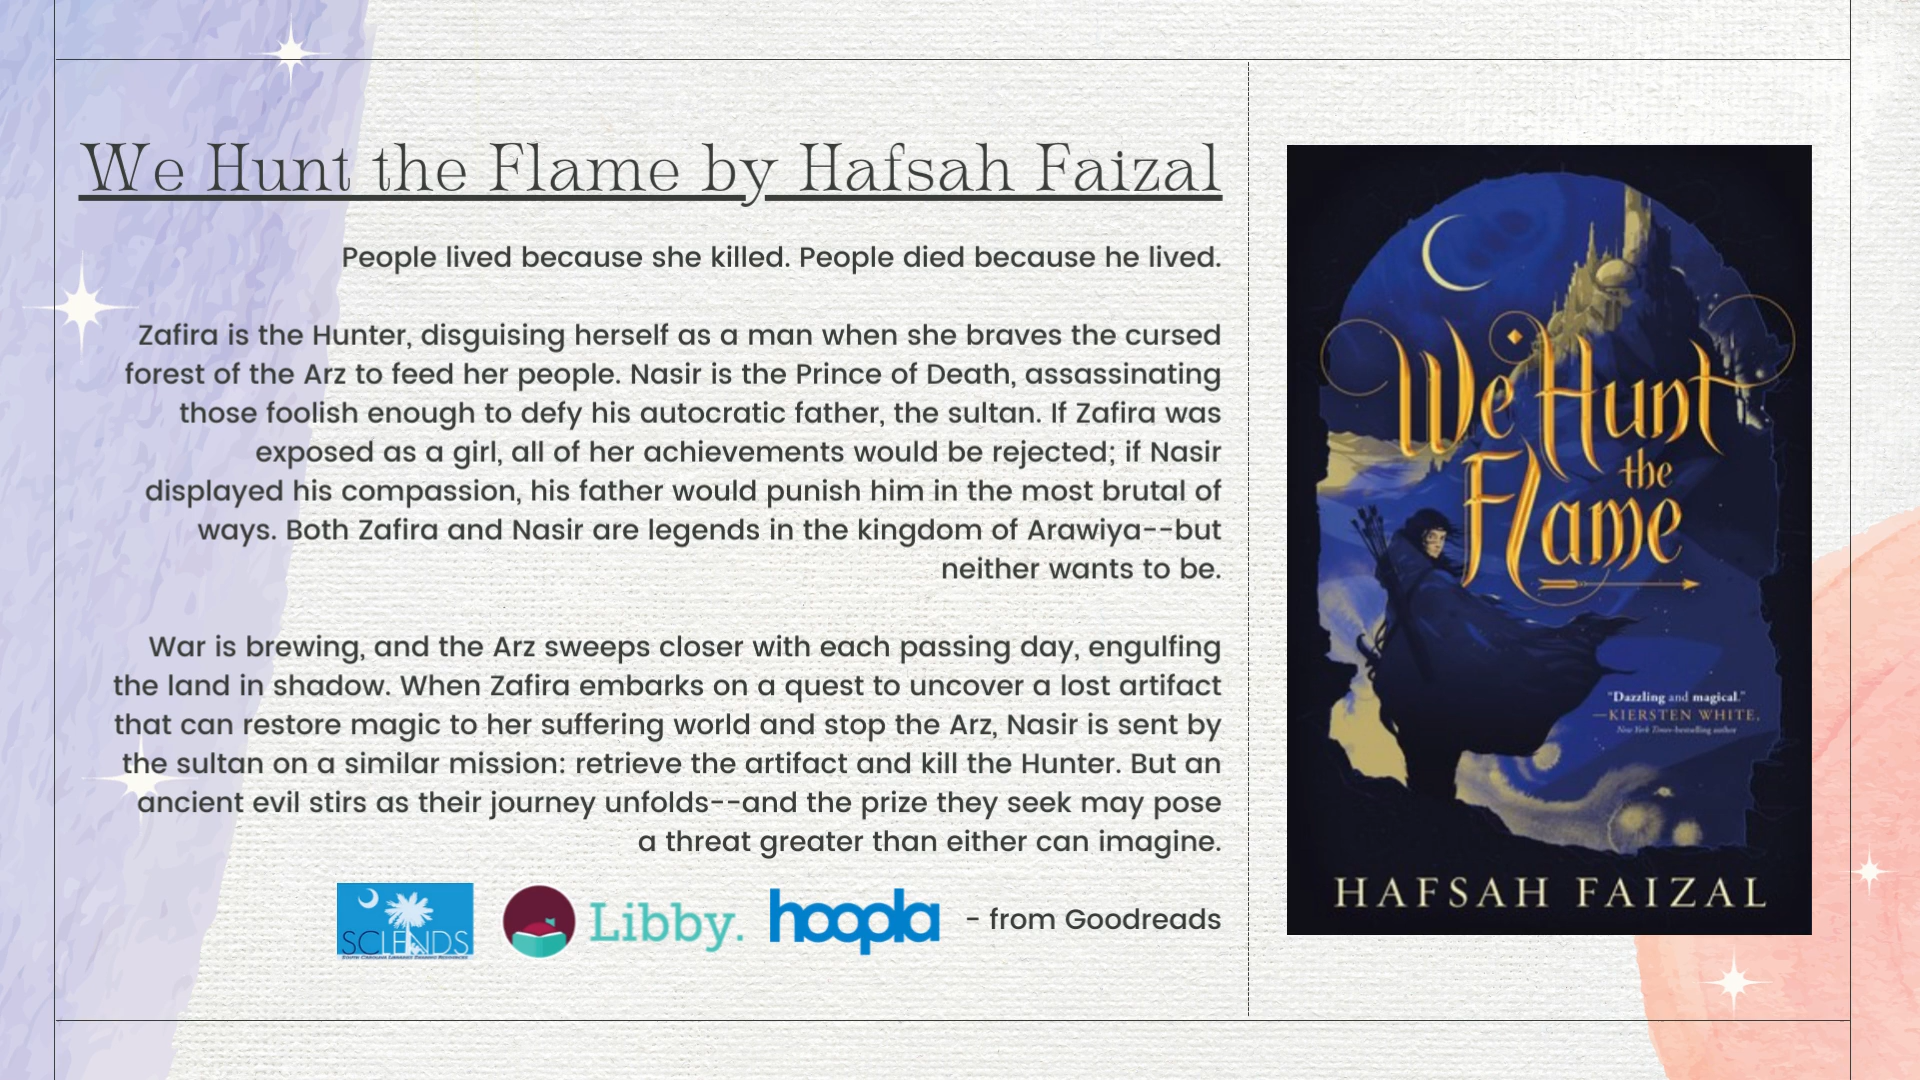 We Hunt the Flame by Hafsah Faizal
People lived because she killed. People died because he lived.
Zafira is the Hunter, disguising herself as a man when she braves the cursed
forest of the Arz to feed her people. Nasir is the Prince of Death, assassinating
those foolish enough to defy his autocratic father, the sultan. If Zafira was
exposed as a girl, all of her achievements would be rejected; if Nasir
displayed his compassion, his father would punish him in the most brutal of
ways. Both Zafira and Nasir are legends in the kingdom of Arawiya--but
neither wants to be.
War is brewing, and the Arz sweeps closer with each passing day, engulfing
the land in shadow. When Zafira embarks on a quest to uncover a lost artifact
that can restore magic to her suffering world and stop the Arz, Nasir is sent by
the sultan on a similar mission: retrieve the artifact and kill the Hunter. But an
ancient evil stirs as their journey unfolds--and the prize they seek may pose
a threat greater than either can imagine.
SCLENDS
South Carolina Libraries Sharing Resources
Libby.
hoopla
- from Goodreads
We Hunt
the
Flame
"Dazzling and magical."
—KIERSTEN WHITE,
New York Times-bestselling author
HAFSAH FAIZAL